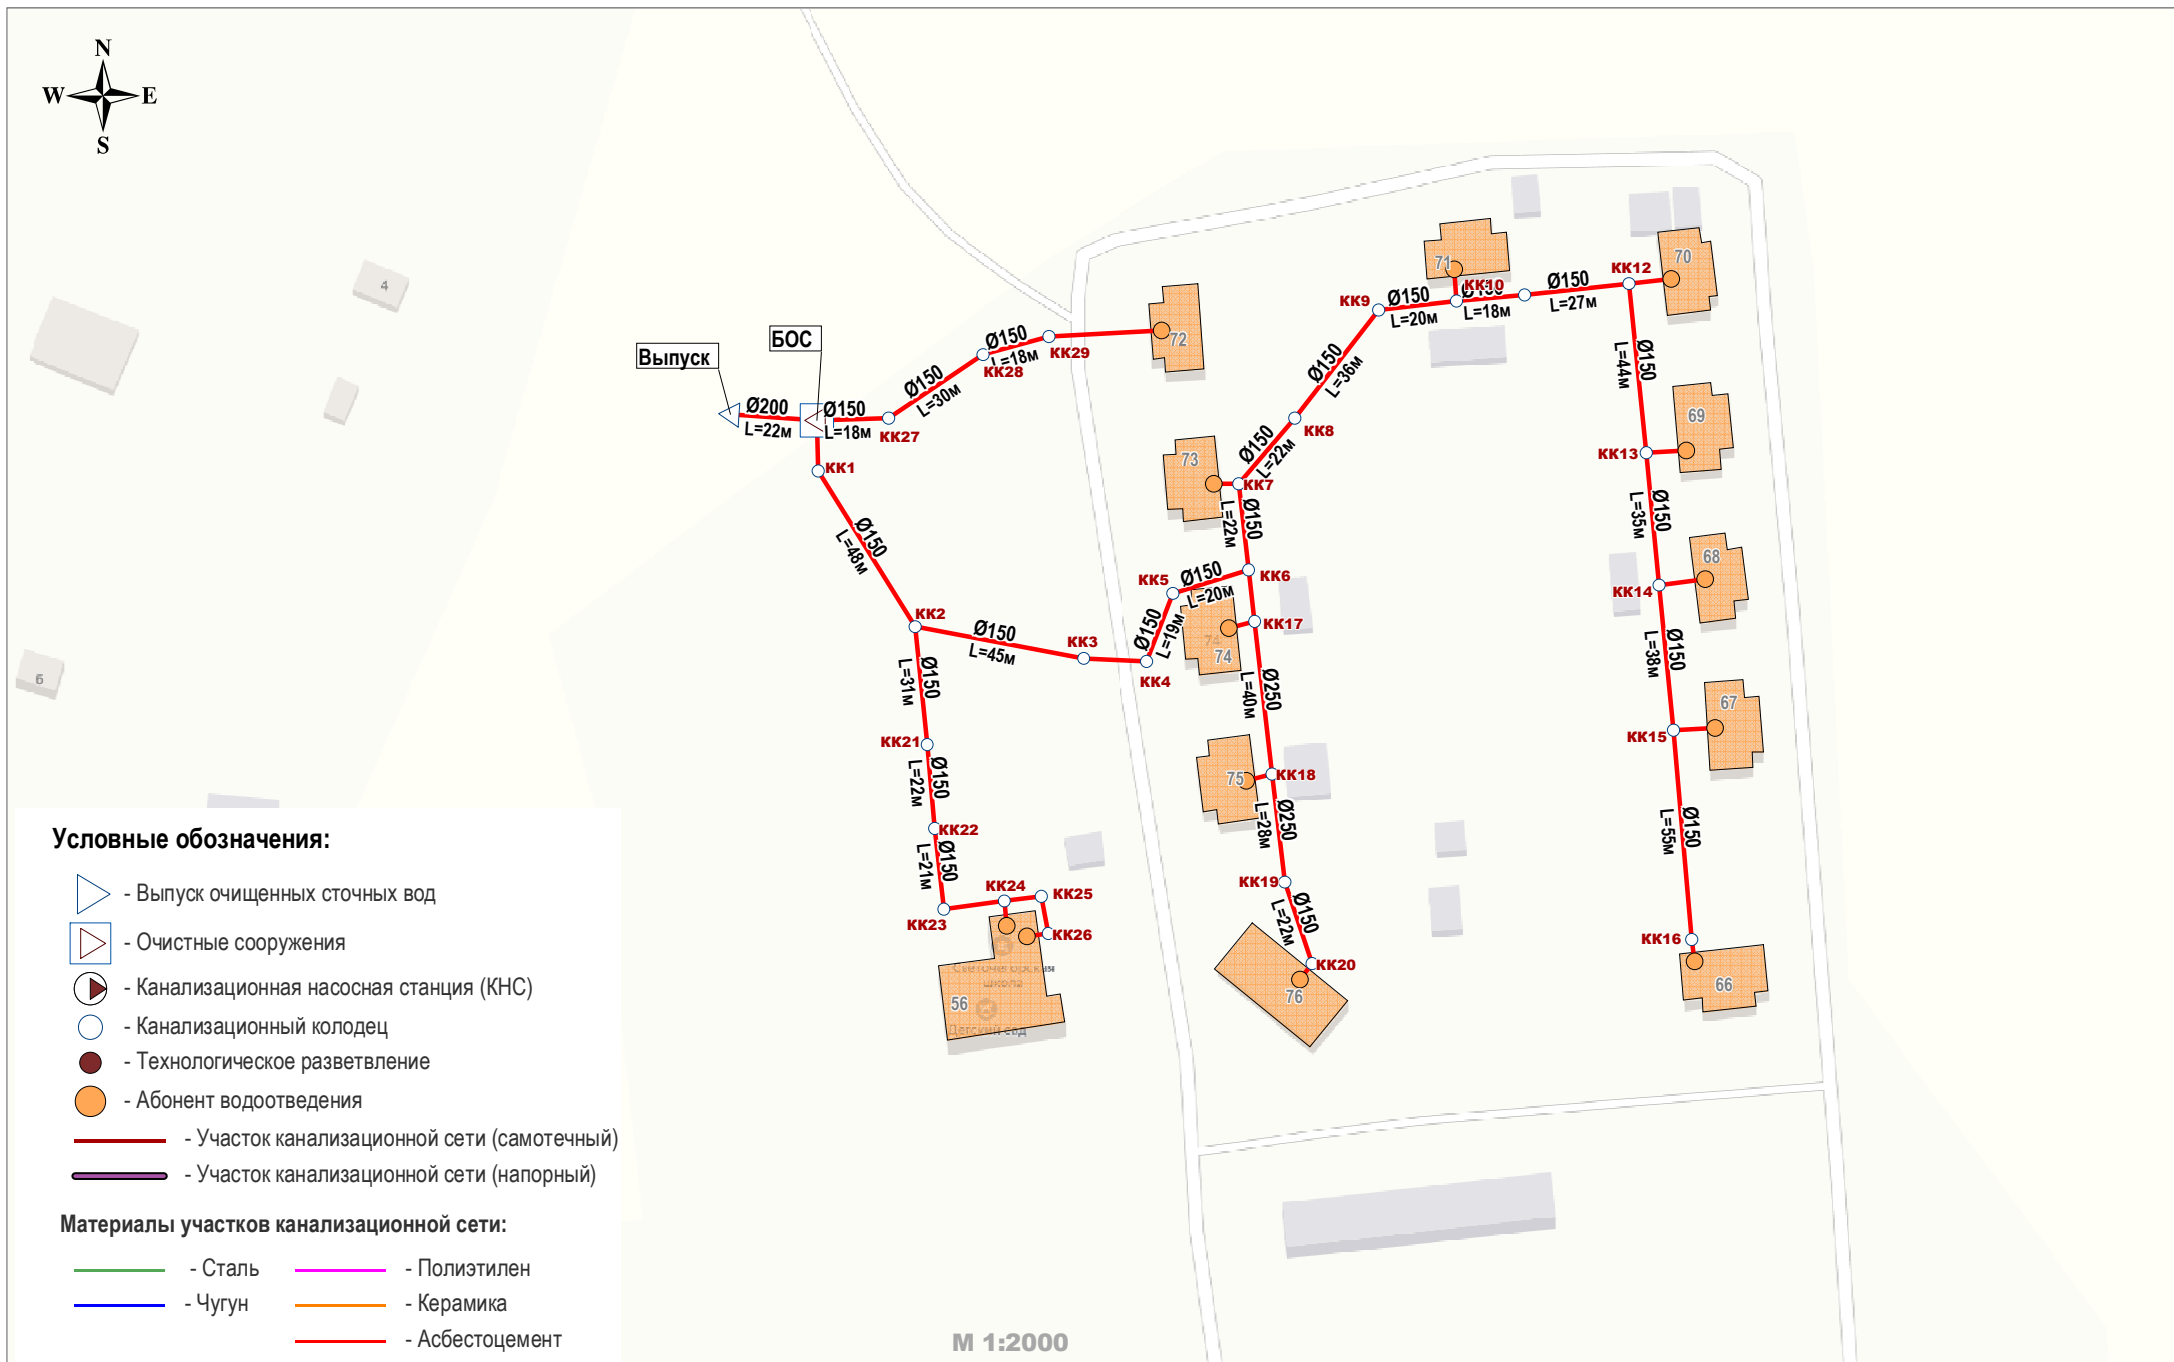 N
W E
S
4
6
Выпуск
БОС
Ø200
L=22м
Ø150
L=18м
КК27
Ø150
L=30м
КК28
Ø150
L=18м
КК29
72
КК1
Ø150
L=48м
КК2
Ø150
L=45м
КК3
КК4
Ø150
L=19м
КК5
Ø150
L=20м
КК6
Ø150
L=22м
КК7
73
Ø150
L=22м
КК8
Ø150
L=36м
КК9
Ø150
L=20м
71
КК10
Ø150
L=18м
Ø150
L=27м
КК12
70
Ø150
L=44м
КК13
69
Ø150
L=35м
КК14
68
Ø150
L=38м
КК15
67
Ø150
L=55м
КК16
66
КК17
74
74
Ø250
L=40м
КК18
75
Ø250
L=28м
КК19
Ø150
L=22м
КК20
76
Ø150
L=31м
КК21
Ø150
L=22м
КК22
Ø150
L=21м
КК23
КК24
КК25
КК26
Светочегорская
школа
56
Детский сад
Условные обозначения:
- Выпуск очищенных сточных вод
- Очистные сооружения
- Канализационная насосная станция (КНС)
- Канализационный колодец
- Технологическое разветвление
- Абонент водоотведения
- Участок канализационной сети (самотечный)
- Участок канализационной сети (напорный)
Материалы участков канализационной сети:
- Сталь
- Полиэтилен
- Чугун
- Керамика
- Асбестоцемент
М 1:2000